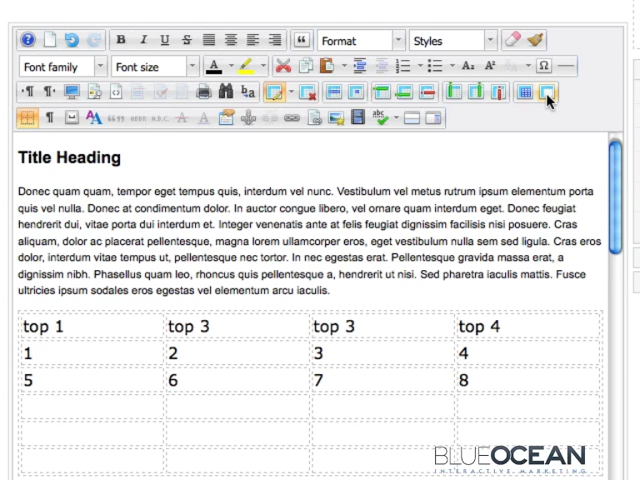 B I U S Format Styles
Font family Font size A A₂ A² Ω
¶ ¶ b a
¶ A A.B.C. A A ABC
Title Heading
Donec quam quam, tempor eget tempus quis, interdum vel nunc. Vestibulum vel metus rutrum ipsum elementum porta
quis vel nulla. Donec at condimentum dolor. In auctor congue libero, vel ornare quam interdum eget. Donec feugiat
hendrerit dui, vitae porta dui interdum et. Integer venenatis ante at felis feugiat dignissim facilisis nisi posuere. Cras
aliquam, dolor ac placerat pellentesque, magna lorem ullamcorper eros, eget vestibulum nulla sem sed ligula. Cras eros
dolor, interdum vitae tempus ut, pellentesque nec tortor. In nec egestas erat. Pellentesque gravida massa erat, a
dignissim nibh. Phasellus quam leo, rhoncus quis pellentesque a, hendrerit ut nisi. Sed pharetra iaculis mattis. Fusce
ultricies ipsum sodales eros egestas vel elementum arcu iaculis.
top 1 top 3 top 3 top 4
1 2 3 4
5 6 7 8
BLUEOCEAN
INTERACTIVE MARKETING